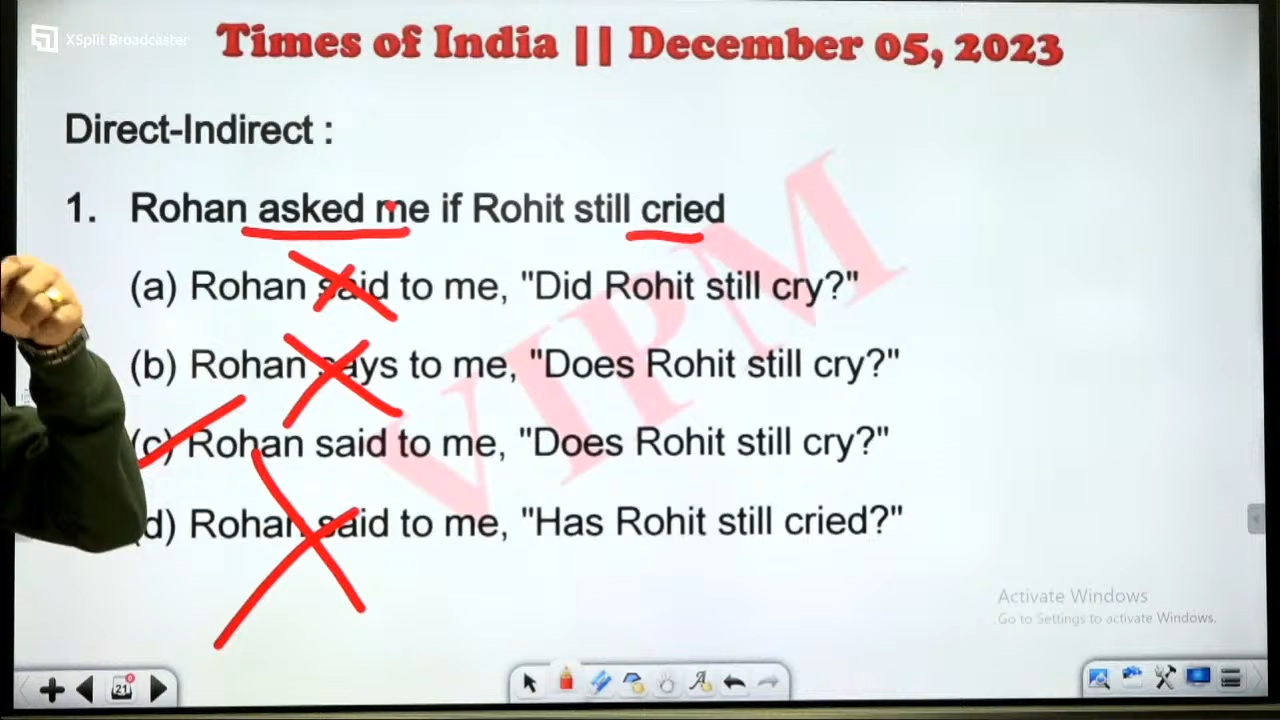 XSplit Broadcaster
Times of India || December 05, 2023
Direct-Indirect :
1. Rohan asked me if Rohit still cried
(a) Rohan said to me, "Did Rohit still cry?"
(b) Rohan says to me, "Does Rohit still cry?"
(c) Rohan said to me, "Does Rohit still cry?"
(d) Rohan said to me, "Has Rohit still cried?"
VIPM
Activate Windows
Go to Settings to activate Windows.
21